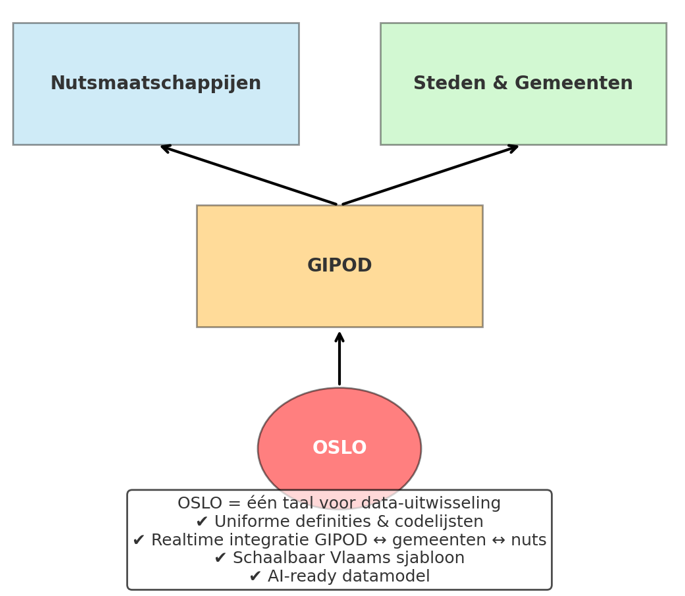 Nutsmaatschappijen
Steden & Gemeenten
GIPOD
OSLO
OSLO = één taal voor data-uitwisseling
✔ Uniforme definities & codelijsten
✔ Realtime integratie GIPOD ↔ gemeenten ↔ nuts
✔ Schaalbaar Vlaams sjabloon
✔ AI-ready datamodel